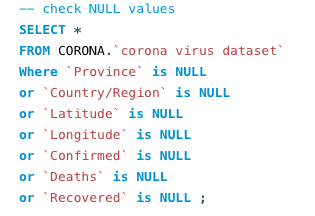 -- check NULL values
SELECT *
FROM CORONA.`corona virus dataset`
Where `Province` is NULL
or `Country/Region` is NULL
or `Latitude` is NULL
or `Longitude` is NULL
or `Confirmed` is NULL
or `Deaths` is NULL
or `Recovered` is NULL ;